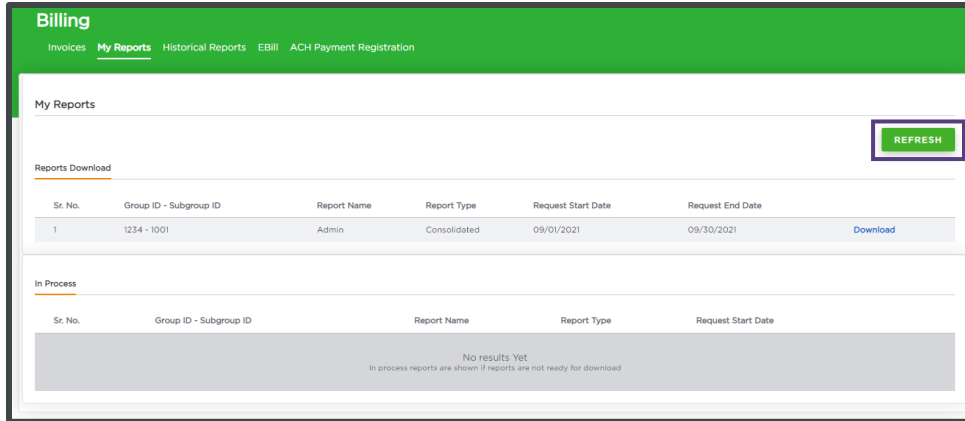 Billing
Invoices My Reports Historical Reports EBill ACH Payment Registration
My Reports
REFRESH
Reports Download
Sr. No. Group ID - Subgroup ID Report Name Report Type Request Start Date Request End Date
1 1234 - 1001 Admin Consolidated 09/01/2021 09/30/2021 Download
In Process
Sr. No. Group ID - Subgroup ID Report Name Report Type Request Start Date
No results Yet
In process reports are shown if reports are not ready for download